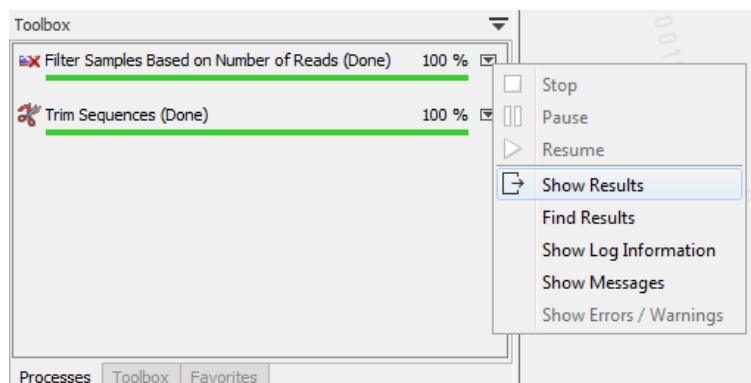 Toolbox
Filter Samples Based on Number of Reads (Done) 100 %
Trim Sequences (Done) 100 %
Stop
Pause
Resume
Show Results
Find Results
Show Log Information
Show Messages
Show Errors / Warnings
Processes Toolbox Favorites